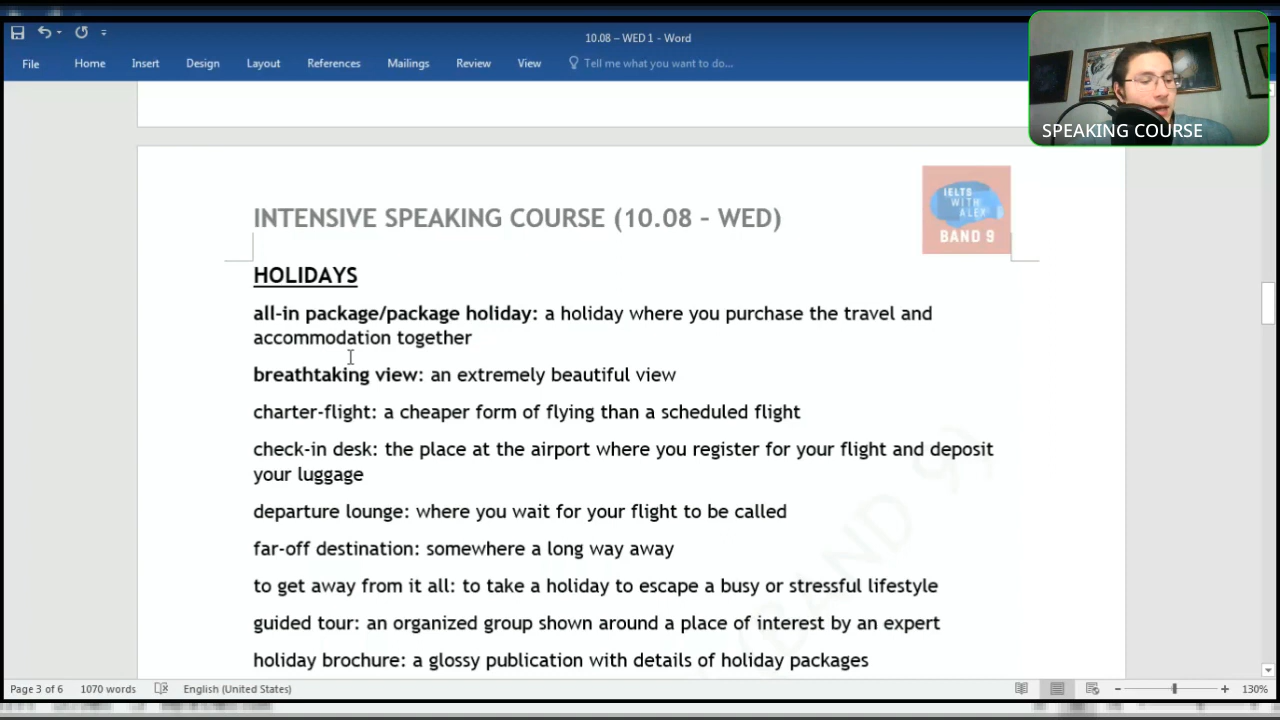 10.08 – WED 1 - Word
File Home Insert Design Layout References Mailings Review View Tell me what you want to do...
SPEAKING COURSE
INTENSIVE SPEAKING COURSE (10.08 – WED)
IELTS
WITH
ALEX
BAND 9
HOLIDAYS
all-in package/package holiday: a holiday where you purchase the travel and
accommodation together
breathtaking view: an extremely beautiful view
charter-flight: a cheaper form of flying than a scheduled flight
check-in desk: the place at the airport where you register for your flight and deposit
your luggage
departure lounge: where you wait for your flight to be called
far-off destination: somewhere a long way away
to get away from it all: to take a holiday to escape a busy or stressful lifestyle
guided tour: an organized group shown around a place of interest by an expert
holiday brochure: a glossy publication with details of holiday packages
(BAND 9)
Page 3 of 6 1070 words English (United States) 130%